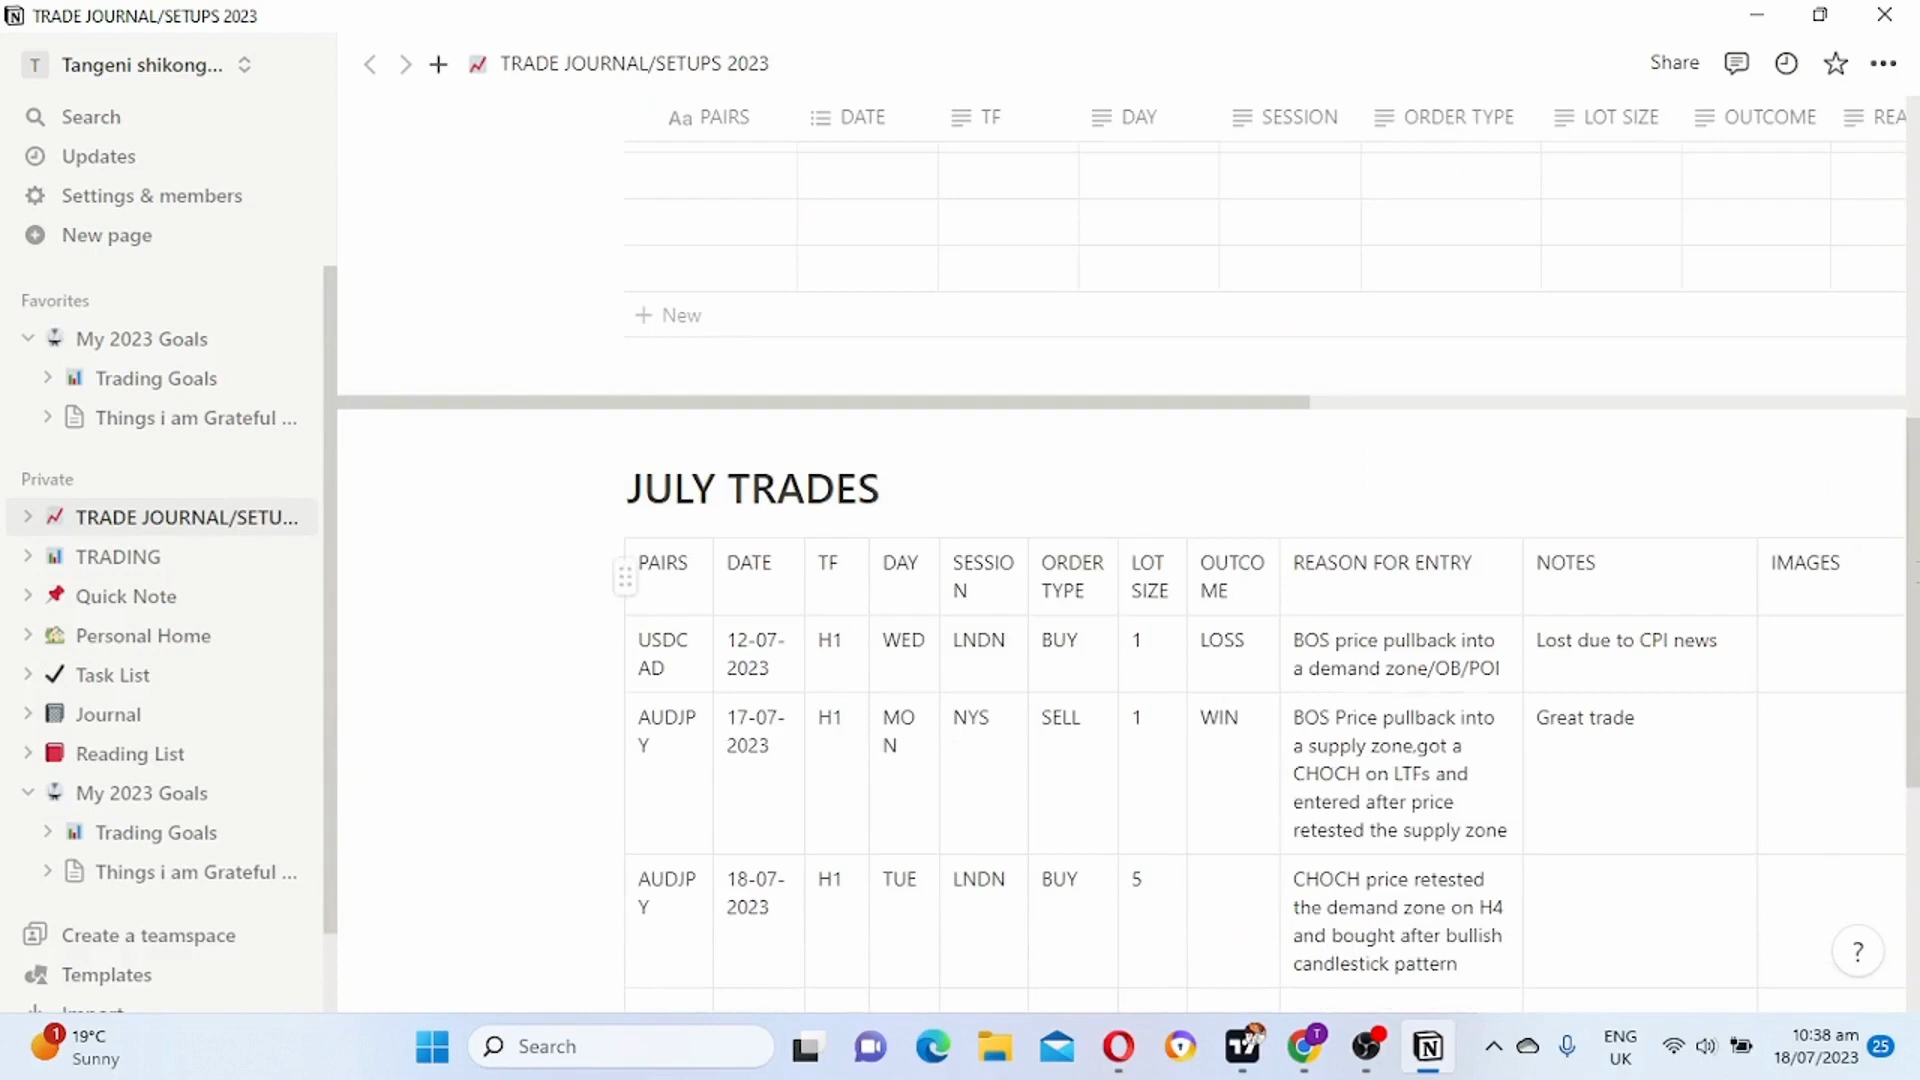 TRADE JOURNAL/SETUPS 2023
T Tangeni shikong...
Search
Updates
Settings & members
New page
Favorites
My 2023 Goals
Trading Goals
Things i am Grateful ...
Private
TRADE JOURNAL/SETU...
TRADING
Quick Note
Personal Home
Task List
Journal
Reading List
My 2023 Goals
Trading Goals
Things i am Grateful ...
Create a teamspace
Templates
TRADE JOURNAL/SETUPS 2023
Share
Aa PAIRS DATE TF DAY SESSION ORDER TYPE LOT SIZE OUTCOME REA
New
JULY TRADES
PAIRS DATE TF DAY SESSIO ORDER LOT OUTCO REASON FOR ENTRY NOTES IMAGES
N TYPE SIZE ME
USDC 12-07- H1 WED LNDN BUY 1 LOSS BOS price pullback into Lost due to CPI news
AD 2023 a demand zone/OB/POI
AUDJP 17-07- H1 MO NYS SELL 1 WIN BOS Price pullback into Great trade
Y 2023 N a supply zone,got a
CHOCH on LTFs and
entered after price
retested the supply zone
AUDJP 18-07- H1 TUE LNDN BUY 5 CHOCH price retested
Y 2023 the demand zone on H4
and bought after bullish
candlestick pattern
?
1 19°C
Sunny
Search
T
ENG
UK
10:38 am
18/07/2023
25